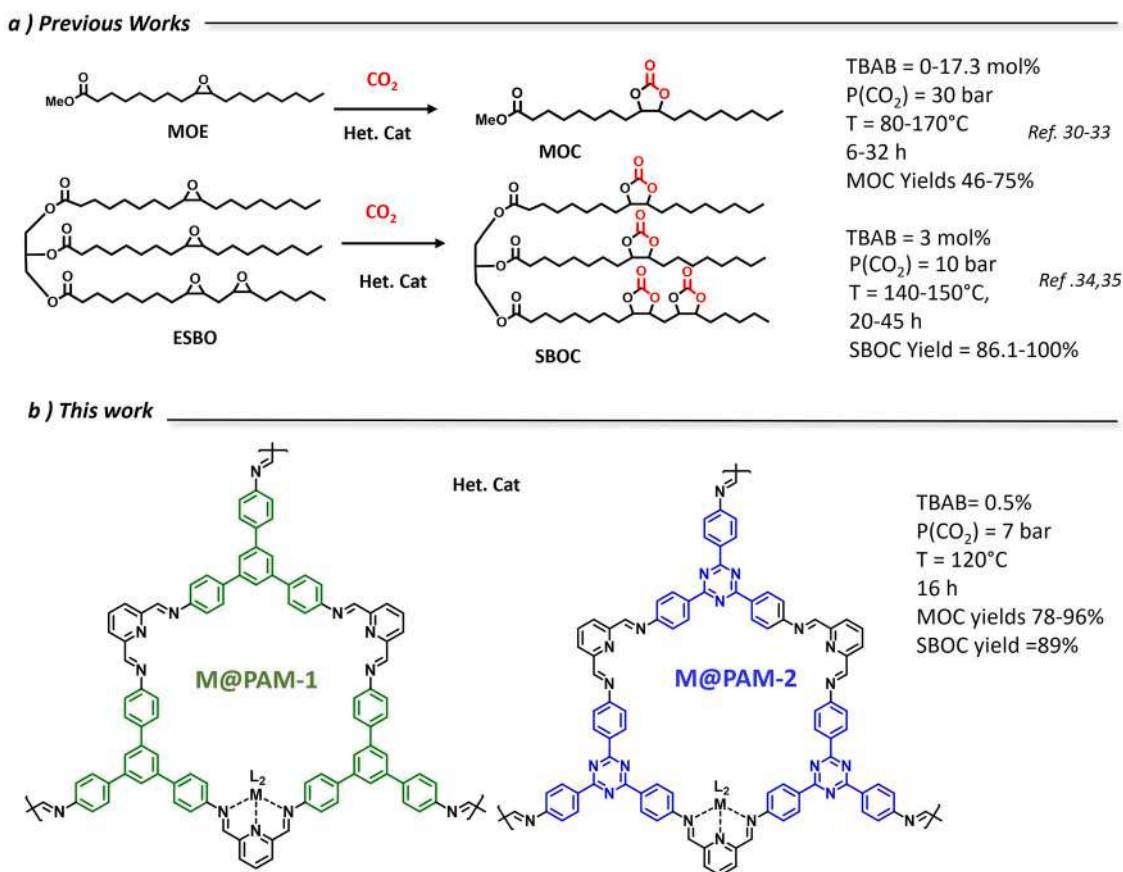 a ) Previous Works
O
MeO
O
MOE
CO₂
Het. Cat
O
MeO
O
O O
MOC
TBAB = 0-17.3 mol%
P(CO₂) = 30 bar
T = 80-170°C
Ref. 30-33
6-32 h
MOC Yields 46-75%
O
O
O
O
O
O
O
O
O O
ESBO
CO₂
Het. Cat
O
O
O O
O
O
O
O O
O
O O
O
O
O O O O
SBOC
TBAB = 3 mol%
P(CO₂) = 10 bar
Ref .34,35
T = 140-150°C,
20-45 h
SBOC Yield = 86.1-100%
b ) This work
Het. Cat
N
N N
N N
N N
M@PAM-1
L₂
M
N N N N
N
N
N N
N
N N
N N
N N
M@PAM-2
N N
N
N N
N
L₂
M
N N N N
N
TBAB= 0.5%
P(CO₂) = 7 bar
T = 120°C
16 h
MOC yields 78-96%
SBOC yield =89%